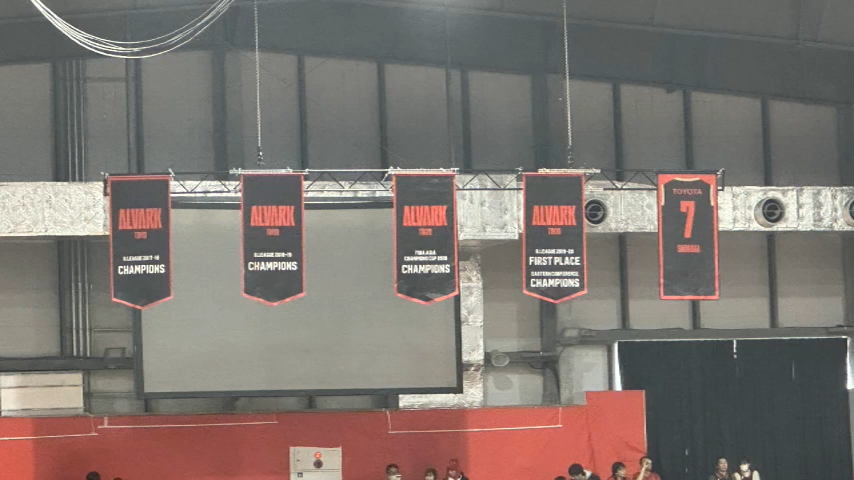 ALVARK
TOKYO
B.LEAGUE 2017-18
CHAMPIONS
ALVARK
TOKYO
B.LEAGUE 2018-19
CHAMPIONS
ALVARK
TOKYO
FIBA ASIA
CHAMPIONS CUP 2019
CHAMPIONS
ALVARK
TOKYO
B.LEAGUE 2019-20
FIRST PLACE
EASTERN CONFERENCE
CHAMPIONS
TOYOTA
7